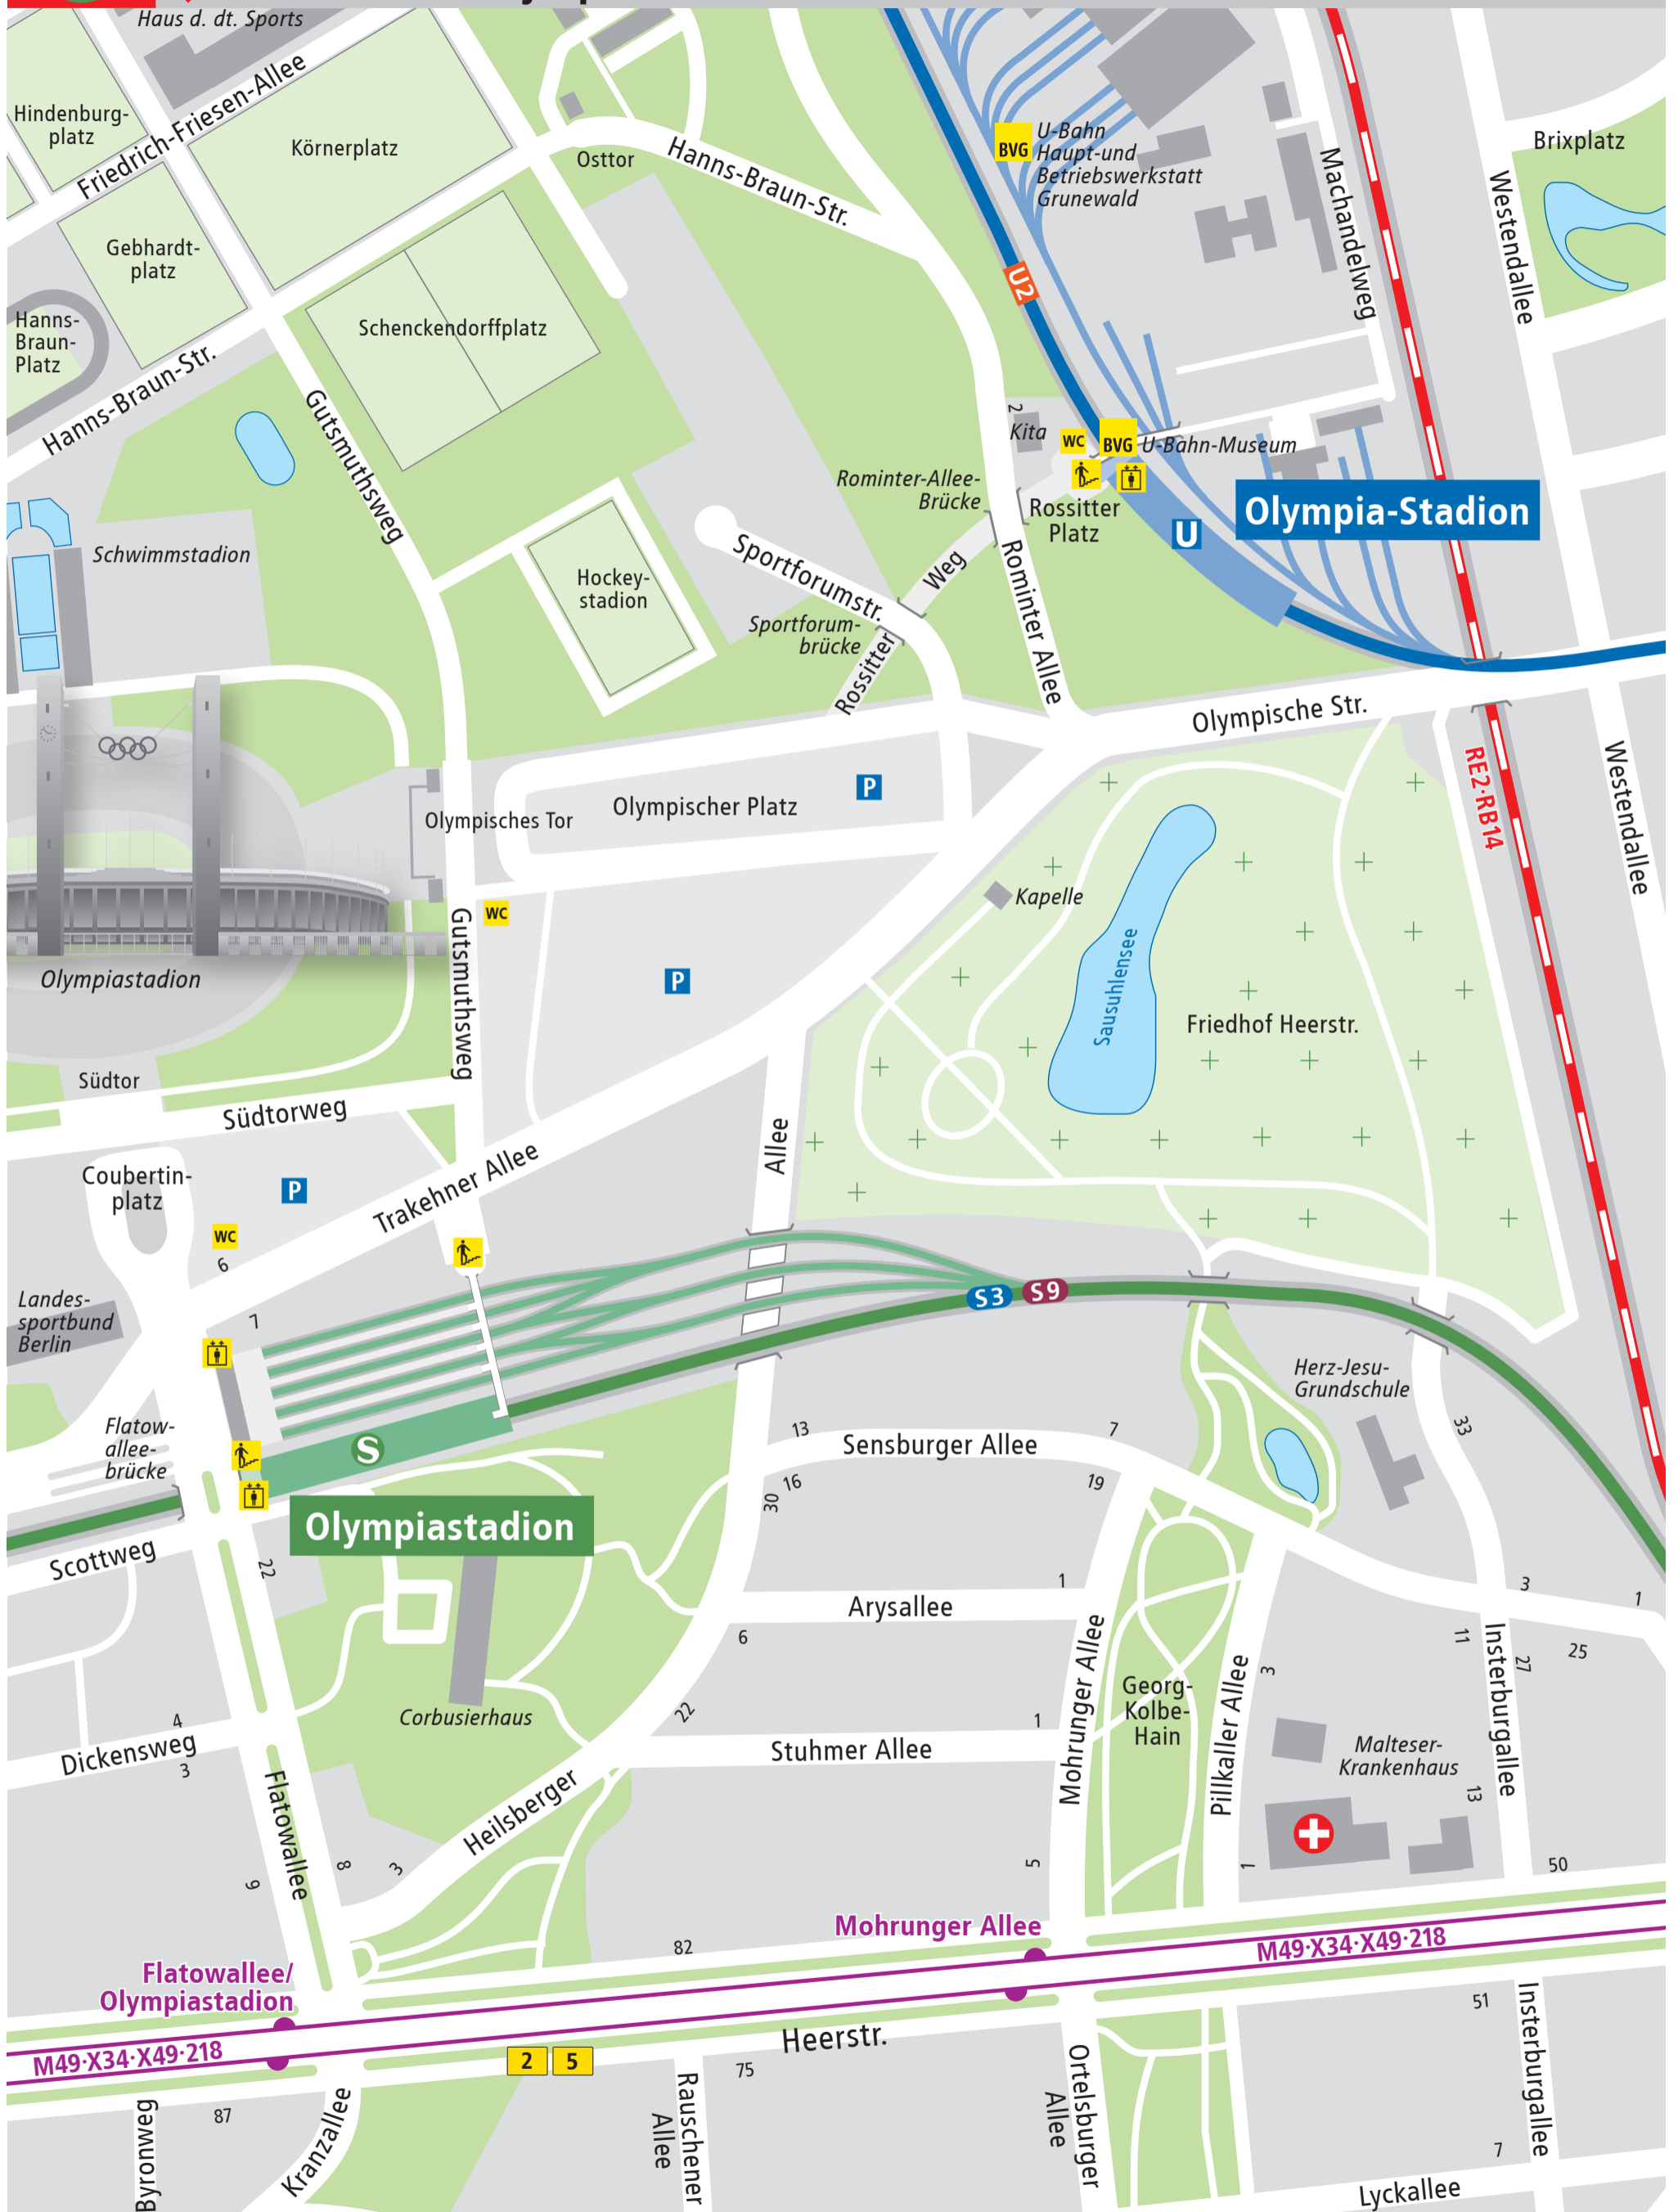 Haus d. dt. Sports
Friedrich-Friesen-Allee
Hindenburg-
platz
Körnerplatz
Osttor
Hanns-Braun-Str.
BVG
U-Bahn
Haupt-und
Betriebswerkstatt
Grunewald
Machandelweg
Westendallee
Brixplatz
Gebhardt-
platz
U2
Hanns-
Braun-
Platz
Schenckendorffplatz
Hanns-Braun-Str.
Gutsmuthsweg
2
Kita
WC
BVG
U-Bahn-Museum
Rominter-Allee-
Brücke
Rossitter
Platz
U
Olympia-Stadion
Schwimmstadion
Hockey-
stadion
Sportforumstr.
Weg
Rominter Allee
Sportforum-
brücke
Rossitter
Olympische Str.
RE2·RB14
Westendallee
Olympisches Tor
Olympischer Platz
P
Kapelle
WC
Gutsmuthsweg
Olympiastadion
P
Sausuhlensee
Friedhof Heerstr.
Südtor
Südtorweg
Allee
Coubertin-
platz
P
Trakehner Allee
WC
6
7
Landes-
sportbund
Berlin
S3
S9
Herz-Jesu-
Grundschule
Flatow-
allee-
brücke
S
Olympiastadion
13
Sensburger Allee
7
16
19
30
33
Scottweg
22
1
Arysallee
6
3
1
11
27
25
Insterburgallee
Mohrunger Allee
Georg-
Kolbe-
Hain
Pillkaller Allee
3
Corbusierhaus
22
1
Stuhmer Allee
4
Dickensweg
3
Malteser-
Krankenhaus
13
Flatowallee
Heilsberger
9
8
3
5
1
50
Mohrunger Allee
82
M49·X34·X49·218
Flatowallee/
Olympiastadion
M49·X34·X49·218
Heerstr.
2
5
75
51
87
Byronweg
Kranzallee
Rauschener
Allee
Ortelsburger
Allee
Insterburgallee
7
Lyckallee